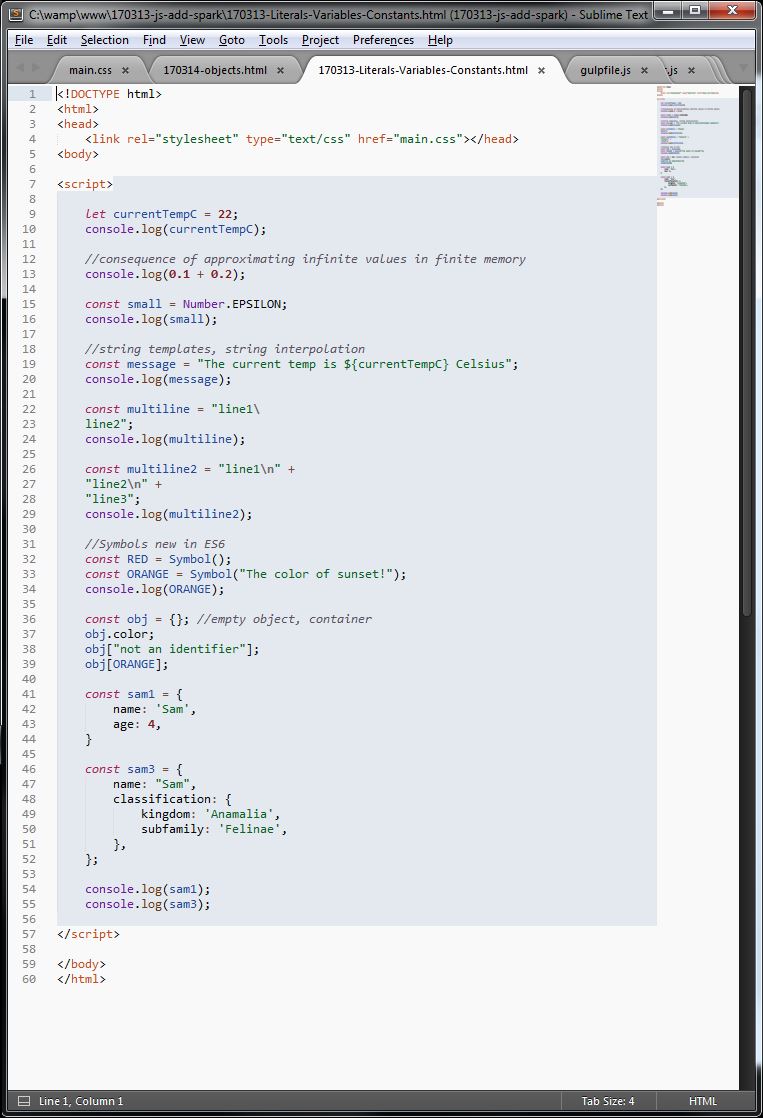 C:\wamp\www\170313-js-add-spark\170313-Literals-Variables-Constants.html (170313-js-add-spark) - Sublime Text
File Edit Selection Find View Goto Tools Project Preferences Help
main.css × 170314-objects.html × 170313-Literals-Variables-Constants.html × gulpfile.js × .js ×
1 <!DOCTYPE html>
2 <html>
3 <head>
4     <link rel="stylesheet" type="text/css" href="main.css"></head>
5 <body>
6
7 <script>
8
9     let currentTempC = 22;
10     console.log(currentTempC);
11
12     //consequence of approximating infinite values in finite memory
13     console.log(0.1 + 0.2);
14
15     const small = Number.EPSILON;
16     console.log(small);
17
18     //string templates, string interpolation
19     const message = "The current temp is ${currentTempC} Celsius";
20     console.log(message);
21
22     const multiline = "line1\
23     line2";
24     console.log(multiline);
25
26     const multiline2 = "line1\n" +
27     "line2\n" +
28     "line3";
29     console.log(multiline2);
30
31     //Symbols new in ES6
32     const RED = Symbol();
33     const ORANGE = Symbol("The color of sunset!");
34     console.log(ORANGE);
35
36     const obj = {}; //empty object, container
37     obj.color;
38     obj["not an identifier"];
39     obj[ORANGE];
40
41     const sam1 = {
42         name: 'Sam',
43         age: 4,
44     }
45
46     const sam3 = {
47         name: "Sam",
48         classification: {
49             kingdom: 'Anamalia',
50             subfamily: 'Felinae',
51         },
52     };
53
54     console.log(sam1);
55     console.log(sam3);
56
57 </script>
58
59 </body>
60 </html>
Line 1, Column 1 Tab Size: 4 HTML